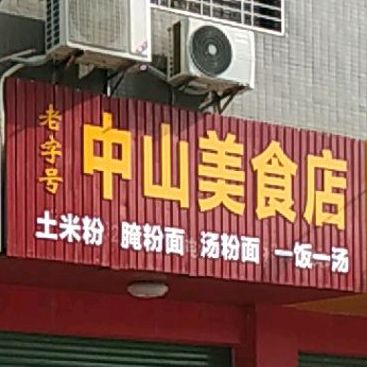 老字号
中山美食店
土米粉 腌粉面 汤粉面 一饭一汤